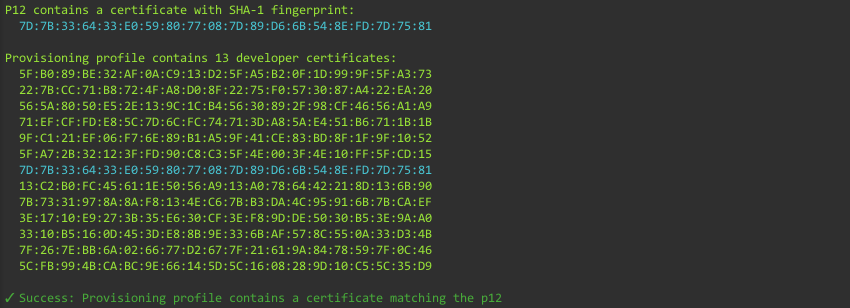 P12 contains a certificate with SHA-1 fingerprint:
7D:7B:33:64:33:E0:59:80:77:08:7D:89:D6:6B:54:8E:FD:7D:75:81
Provisioning profile contains 13 developer certificates:
5F:B0:89:BE:32:AF:0A:C9:13:D2:5F:A5:B2:0F:1D:99:9F:5F:A3:73
22:7B:CC:71:B8:72:4F:A8:D0:8F:22:75:F0:57:30:87:A4:22:EA:20
56:5A:80:50:E5:2E:13:9C:1C:B4:56:30:89:2F:98:CF:46:56:A1:A9
71:EF:CF:FD:E8:5C:7D:6C:FC:74:71:3D:A8:5A:E4:51:B6:71:1B:1B
9F:C1:21:EF:06:F7:6E:89:B1:A5:9F:41:CE:83:BD:8F:1F:9F:10:52
5F:A7:2B:32:12:3F:FD:90:C8:C3:5F:4E:00:3F:4E:10:FF:5F:CD:15
7D:7B:33:64:33:E0:59:80:77:08:7D:89:D6:6B:54:8E:FD:7D:75:81
13:C2:B0:FC:45:61:1E:50:56:A9:13:A0:78:64:42:21:8D:13:6B:90
7B:73:31:97:8A:8A:F8:13:4E:C6:7B:B3:DA:4C:95:91:6B:7B:CA:EF
3E:17:10:E9:27:3B:35:E6:30:CF:3E:F8:9D:DE:50:30:B5:3E:9A:A0
33:10:B5:16:0D:45:3D:E8:8B:9E:33:6B:AF:57:8C:55:0A:33:D3:4B
7F:26:7E:BB:6A:02:66:77:D2:67:7F:21:61:9A:84:78:59:7F:0C:46
5C:FB:99:4B:CA:BC:9E:66:14:5D:5C:16:08:28:9D:10:C5:5C:35:D9
✓ Success: Provisioning profile contains a certificate matching the p12